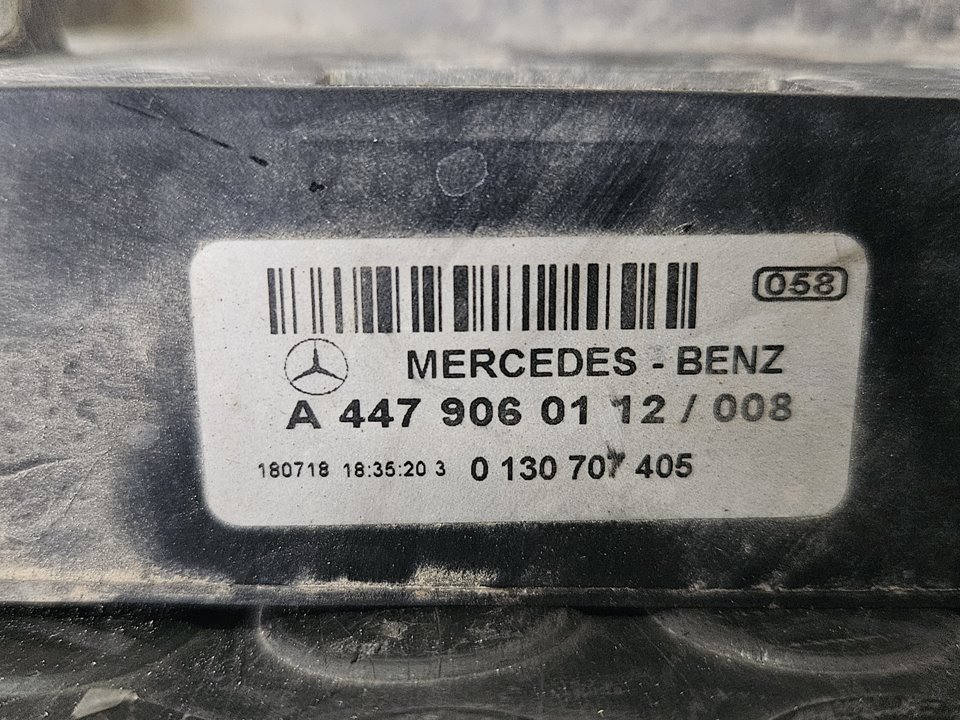 058
MERCEDES - BENZ
A 447 906 01 12 / 008
180718 18:35:20 3 0 130 707 405